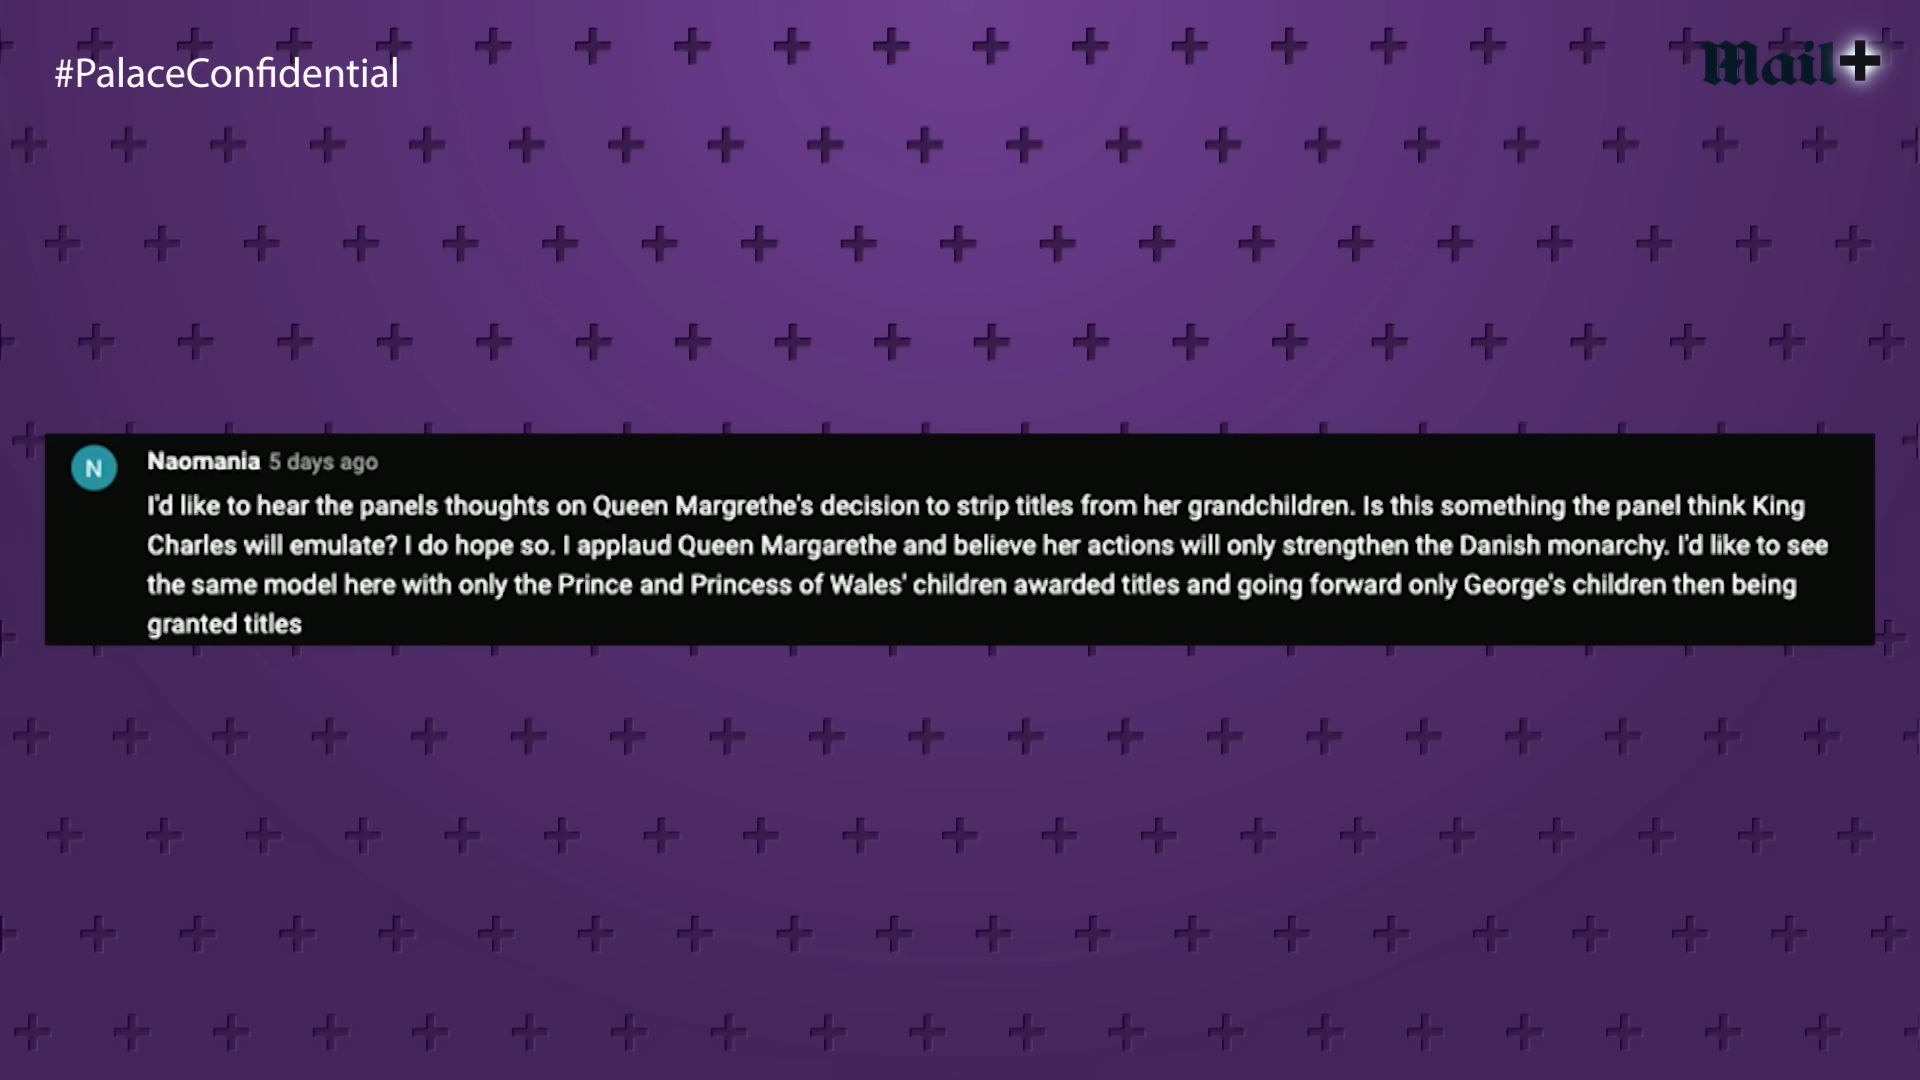 #PalaceConfidential
Mail+
N
Naomania 5 days ago
I'd like to hear the panels thoughts on Queen Margrethe's decision to strip titles from her grandchildren. Is this something the panel think King
Charles will emulate? I do hope so. I applaud Queen Margarethe and believe her actions will only strengthen the Danish monarchy. I'd like to see
the same model here with only the Prince and Princess of Wales' children awarded titles and going forward only George's children then being
granted titles